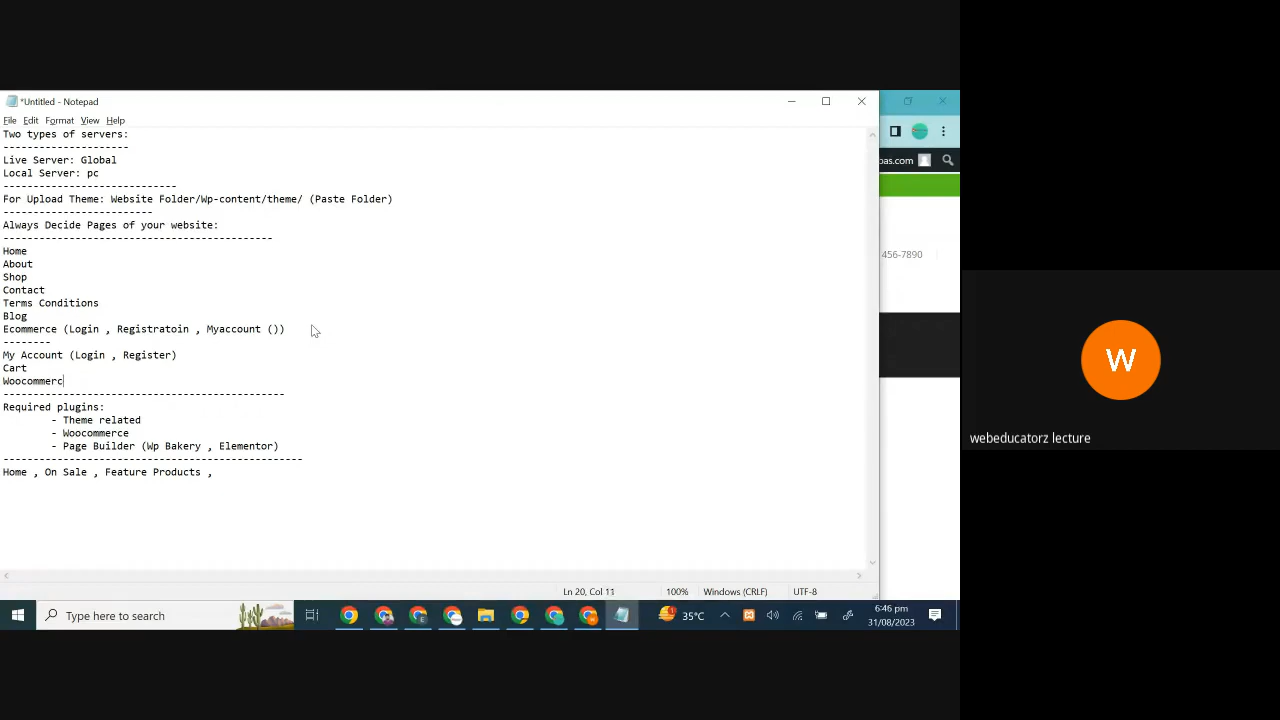 *Untitled - Notepad
File Edit Format View Help
Two types of servers:
---------------------
Live Server: Global
Local Server: pc
-----------------------------
For Upload Theme: Website Folder/Wp-content/theme/ (Paste Folder)
-------------------------
Always Decide Pages of your website:
---------------------------------------------
Home
About
Shop
Contact
Terms Conditions
Blog
Ecommerce (Login , Registratoin , Myaccount ())
--------
My Account (Login , Register)
Cart
Woocommerc
-----------------------------------------------
Required plugins:
- Theme related
- Woocommerce
- Page Builder (Wp Bakery , Elementor)
--------------------------------------------------
Home , On Sale , Feature Products ,
Ln 20, Col 11 100% Windows (CRLF) UTF-8
pas.com
456-7890
Type here to search
35°C
6:46 pm
31/08/2023
W
webeducatorz lecture